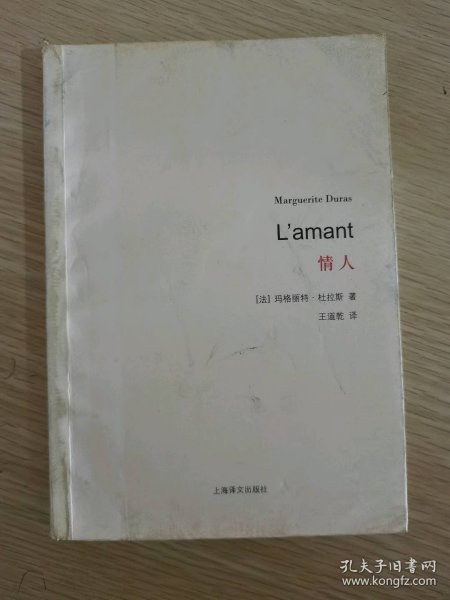 Marguerite Duras
L'amant
情人
[法] 玛格丽特·杜拉斯 著
王道乾 译
上海译文出版社
孔夫子旧书网
www.kongfz.com